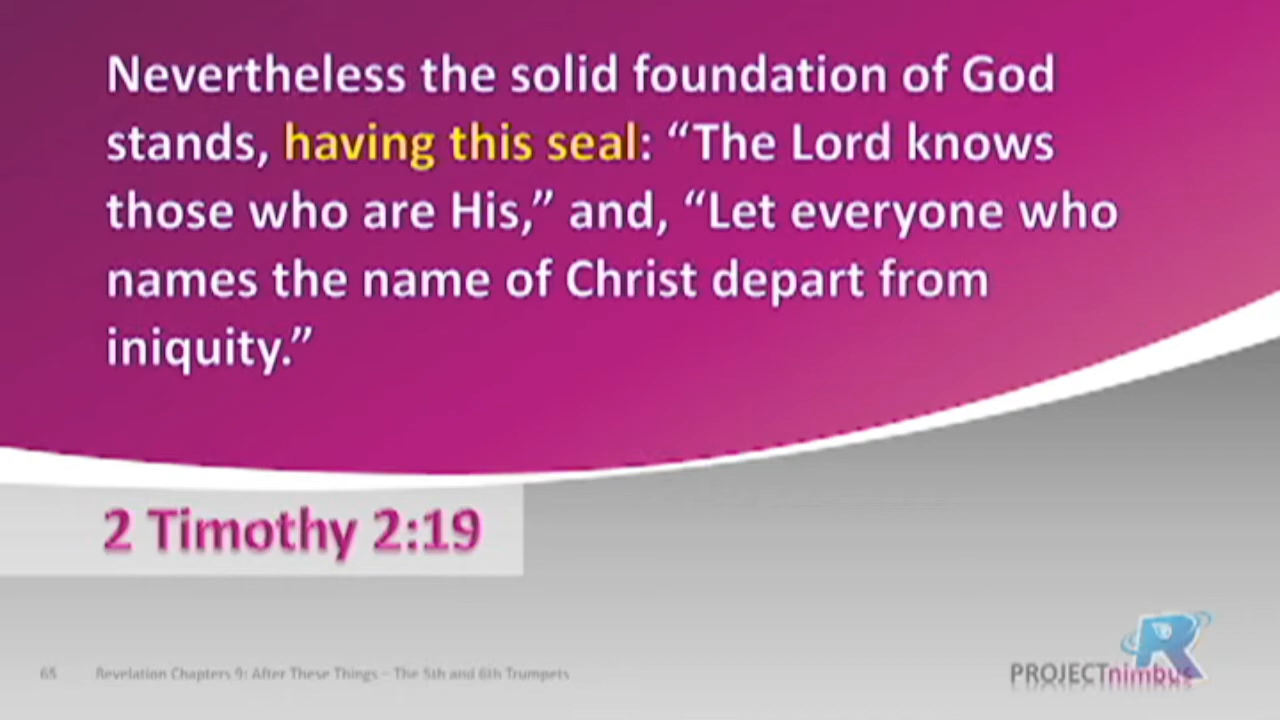 Nevertheless the solid foundation of God
stands, having this seal: “The Lord knows
those who are His,” and, “Let everyone who
names the name of Christ depart from
iniquity.”
2 Timothy 2:19
65 Revelation Chapters 9: After These Things – The 5th and 6th Trumpets
R
PROJECTnimbus